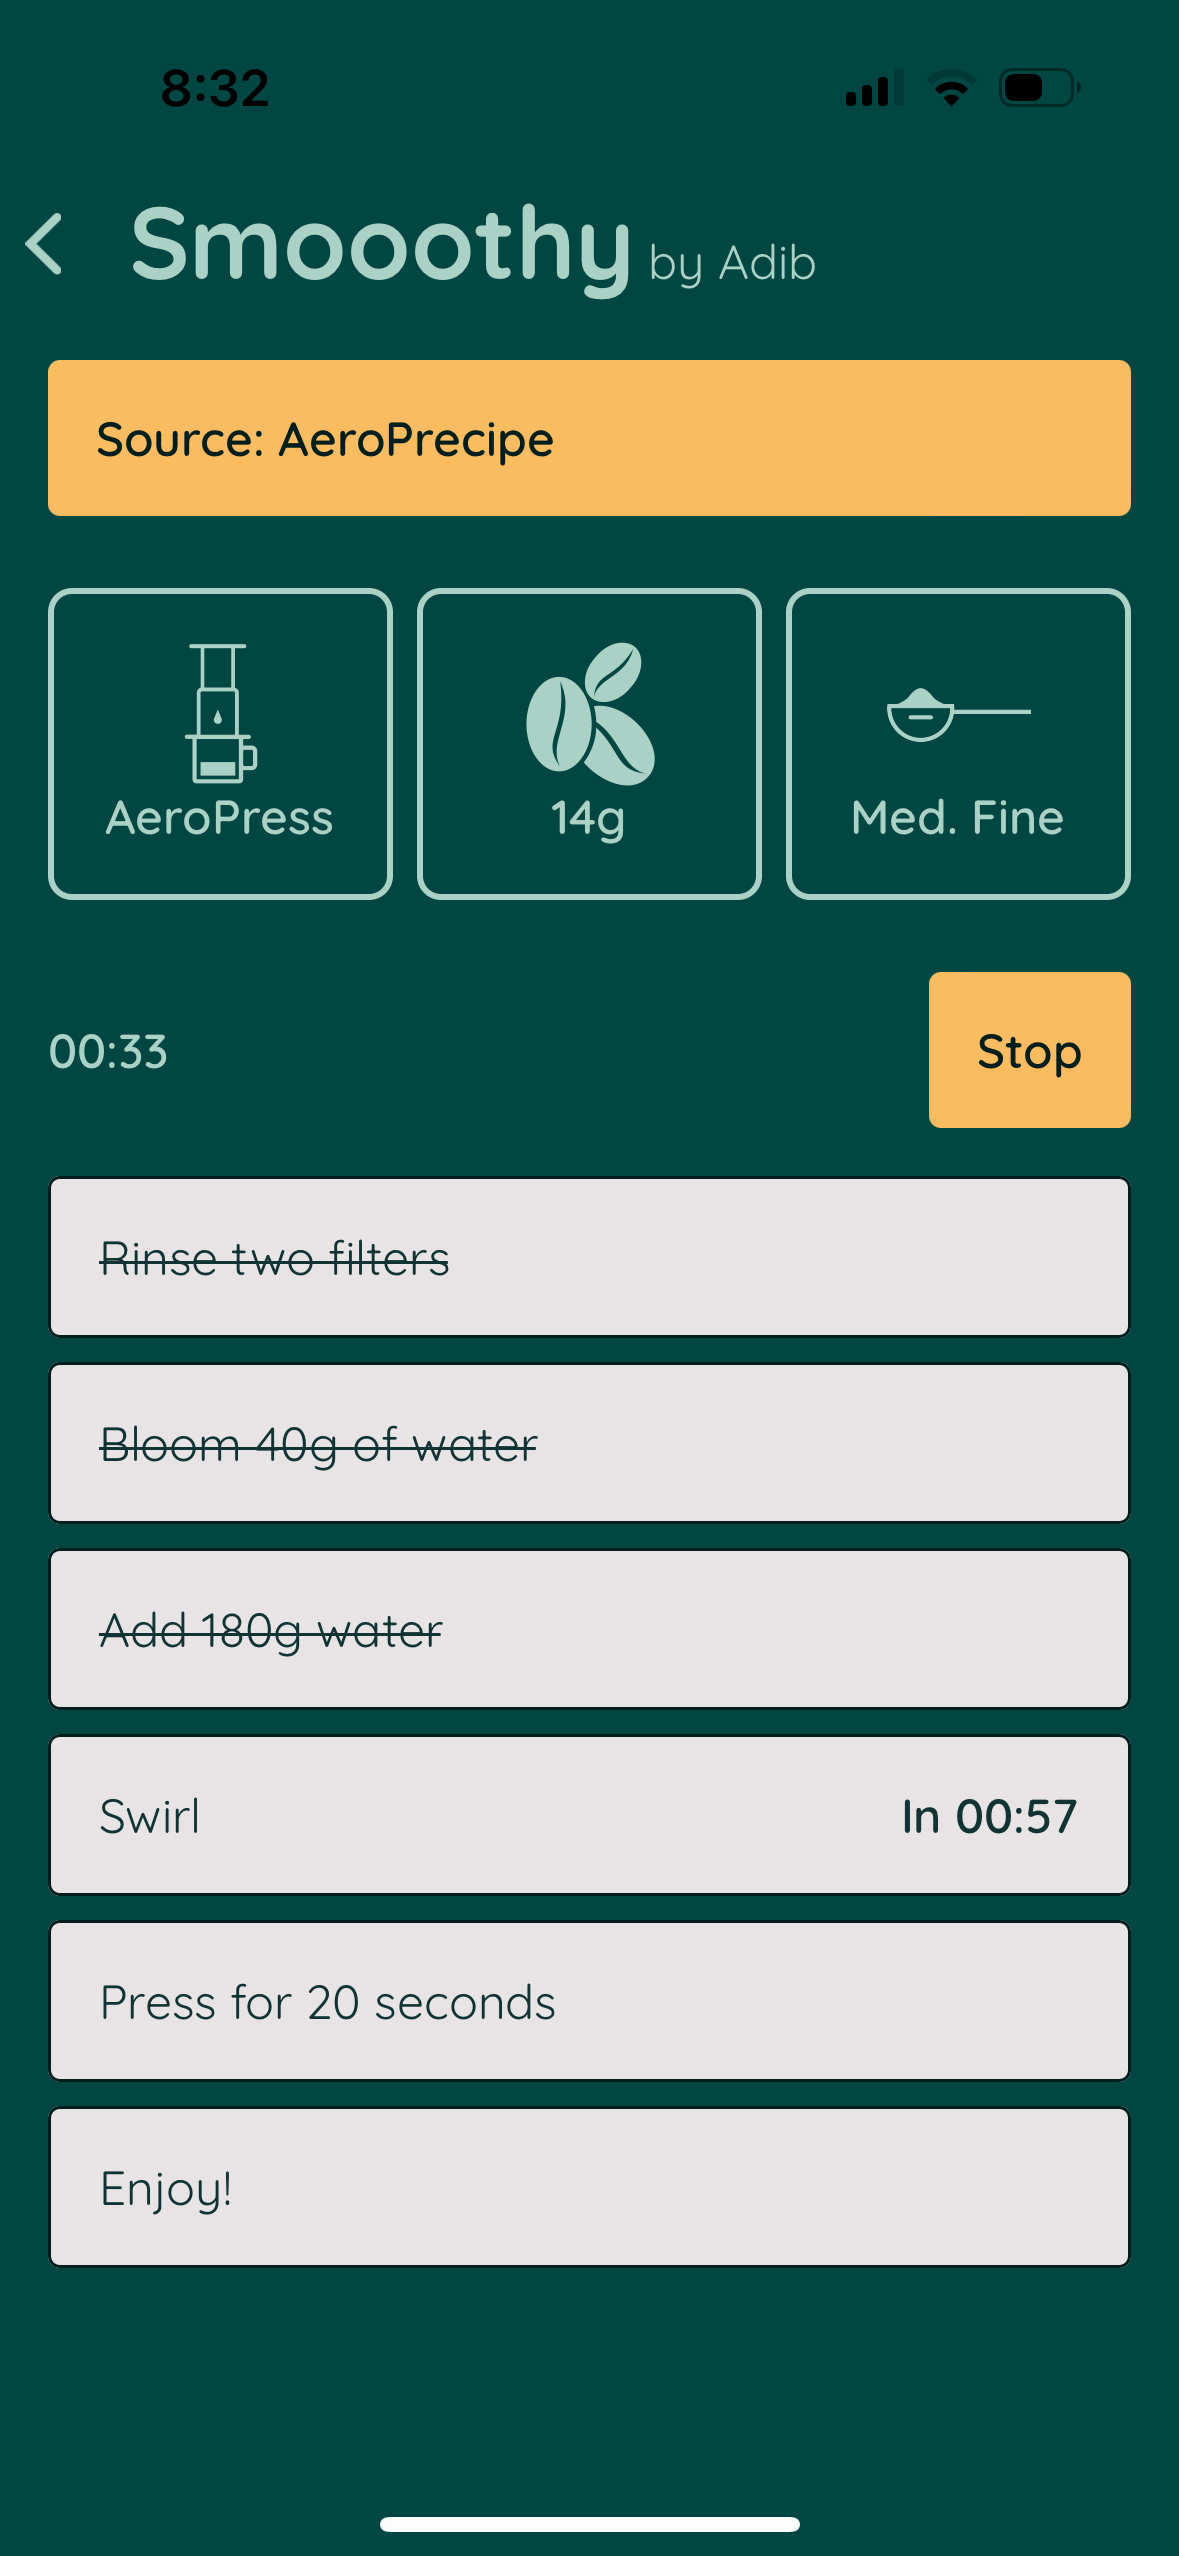 8:32
Smooothy by Adib
Source: AeroPrecipe
AeroPress
14g
Med. Fine
00:33
Stop
Rinse two filters
Bloom 40g of water
Add 180g water
Swirl In 00:57
Press for 20 seconds
Enjoy!